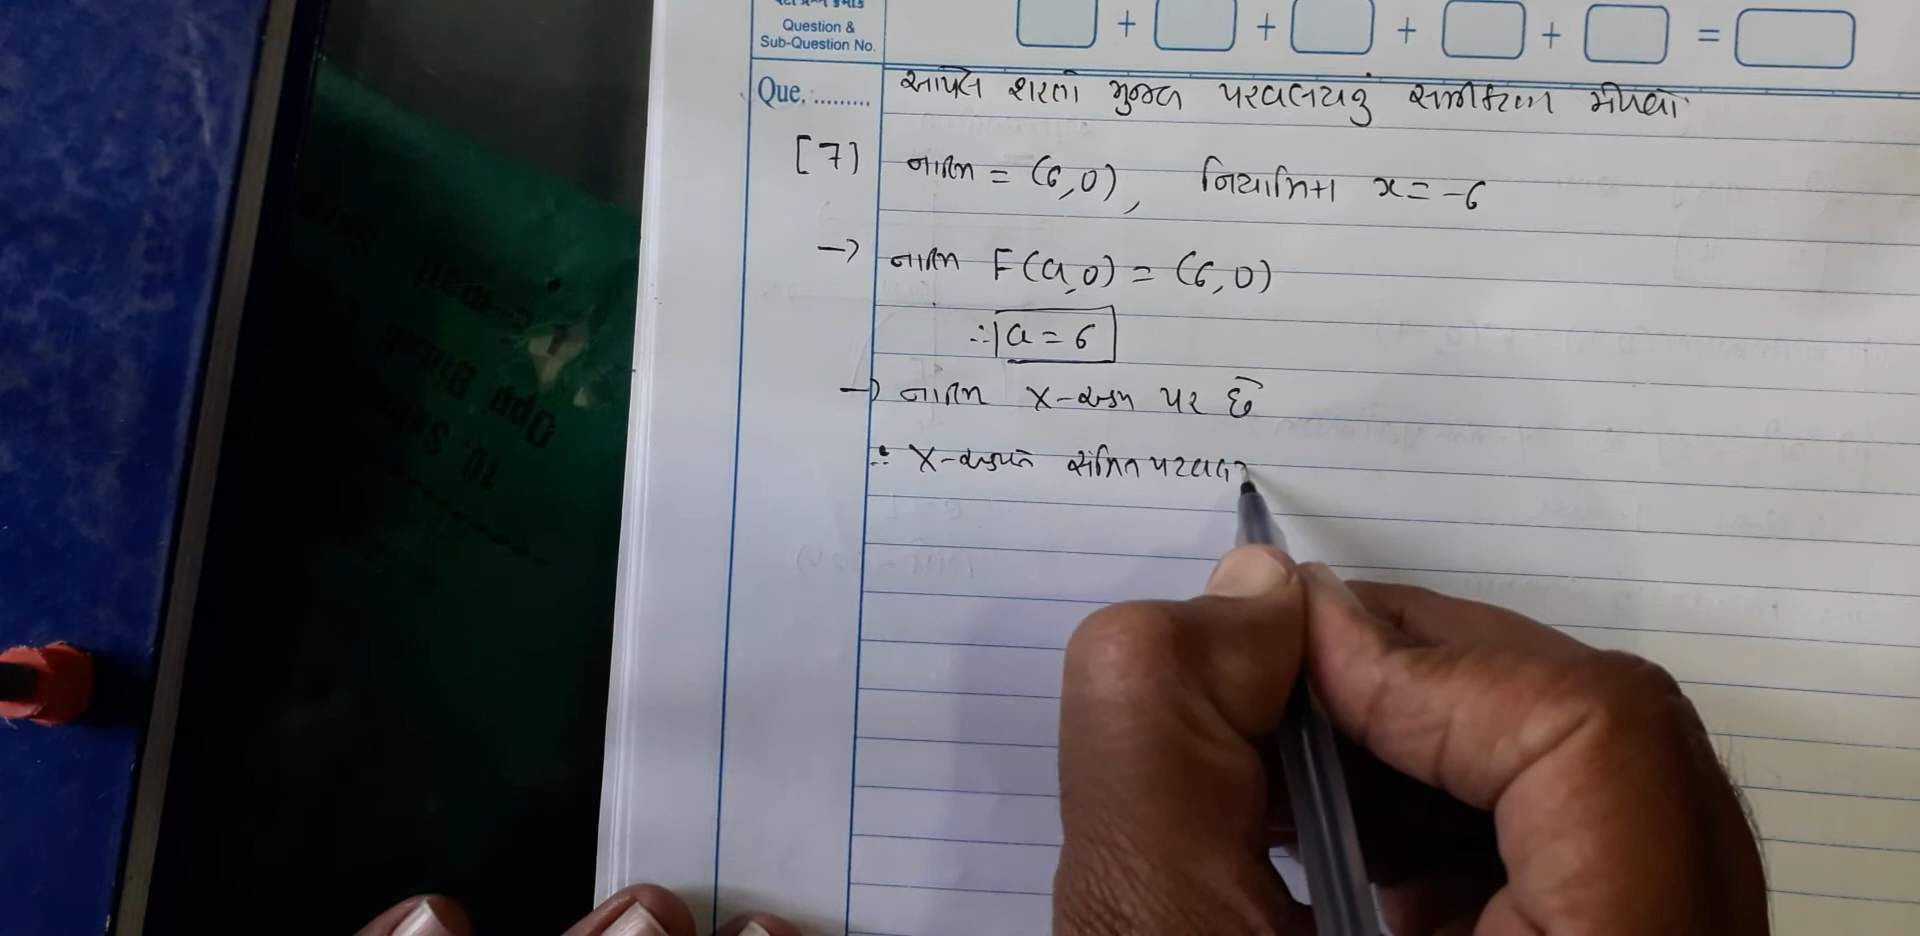 Question &
Sub-Question No.
+ + + + =
Que. .........
આપેલ શરતો મુજબ પરવલયનું સમીકરણ મેળવો.
[7] નાભિ = (6,0), નિયામિકા x = -6
→ નાભિ F(a,0) = (6,0)
∴ a = 6
→ નાભિ X-અક્ષ પર છે
∴ X-અક્ષને સંમિત પરવલ